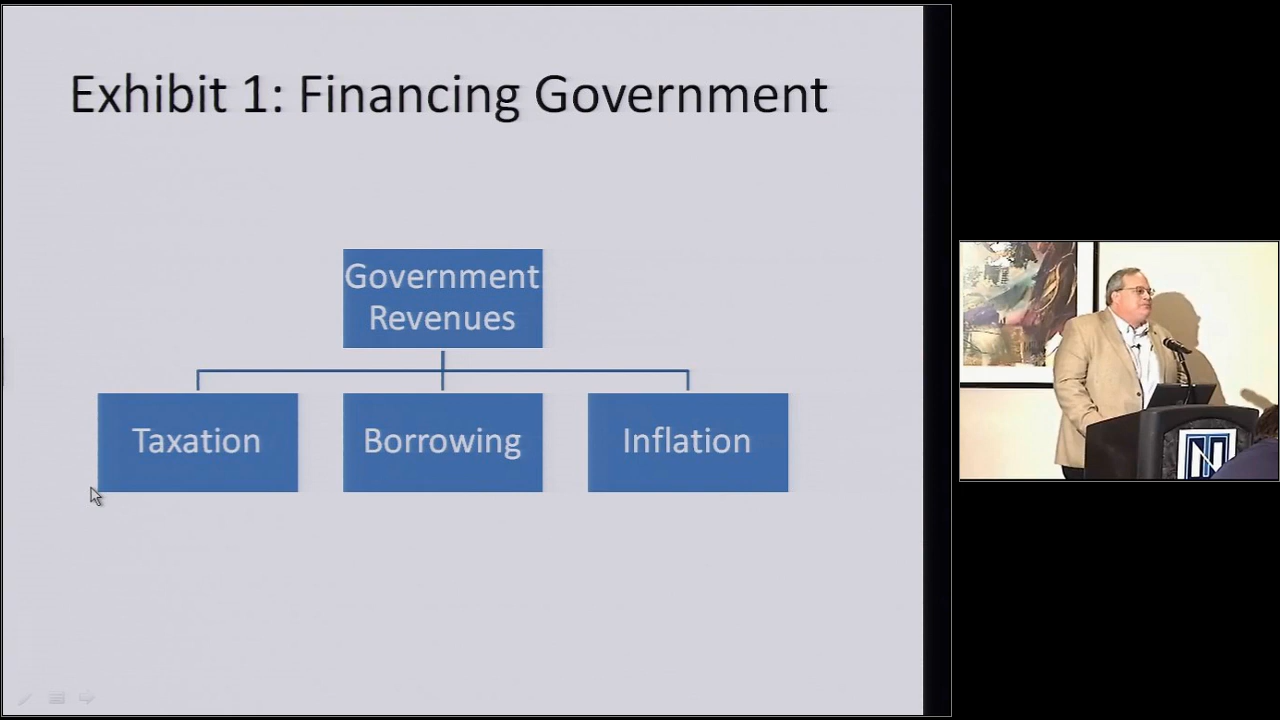 Exhibit 1: Financing Government
Government
Revenues
Taxation
Borrowing
Inflation
N